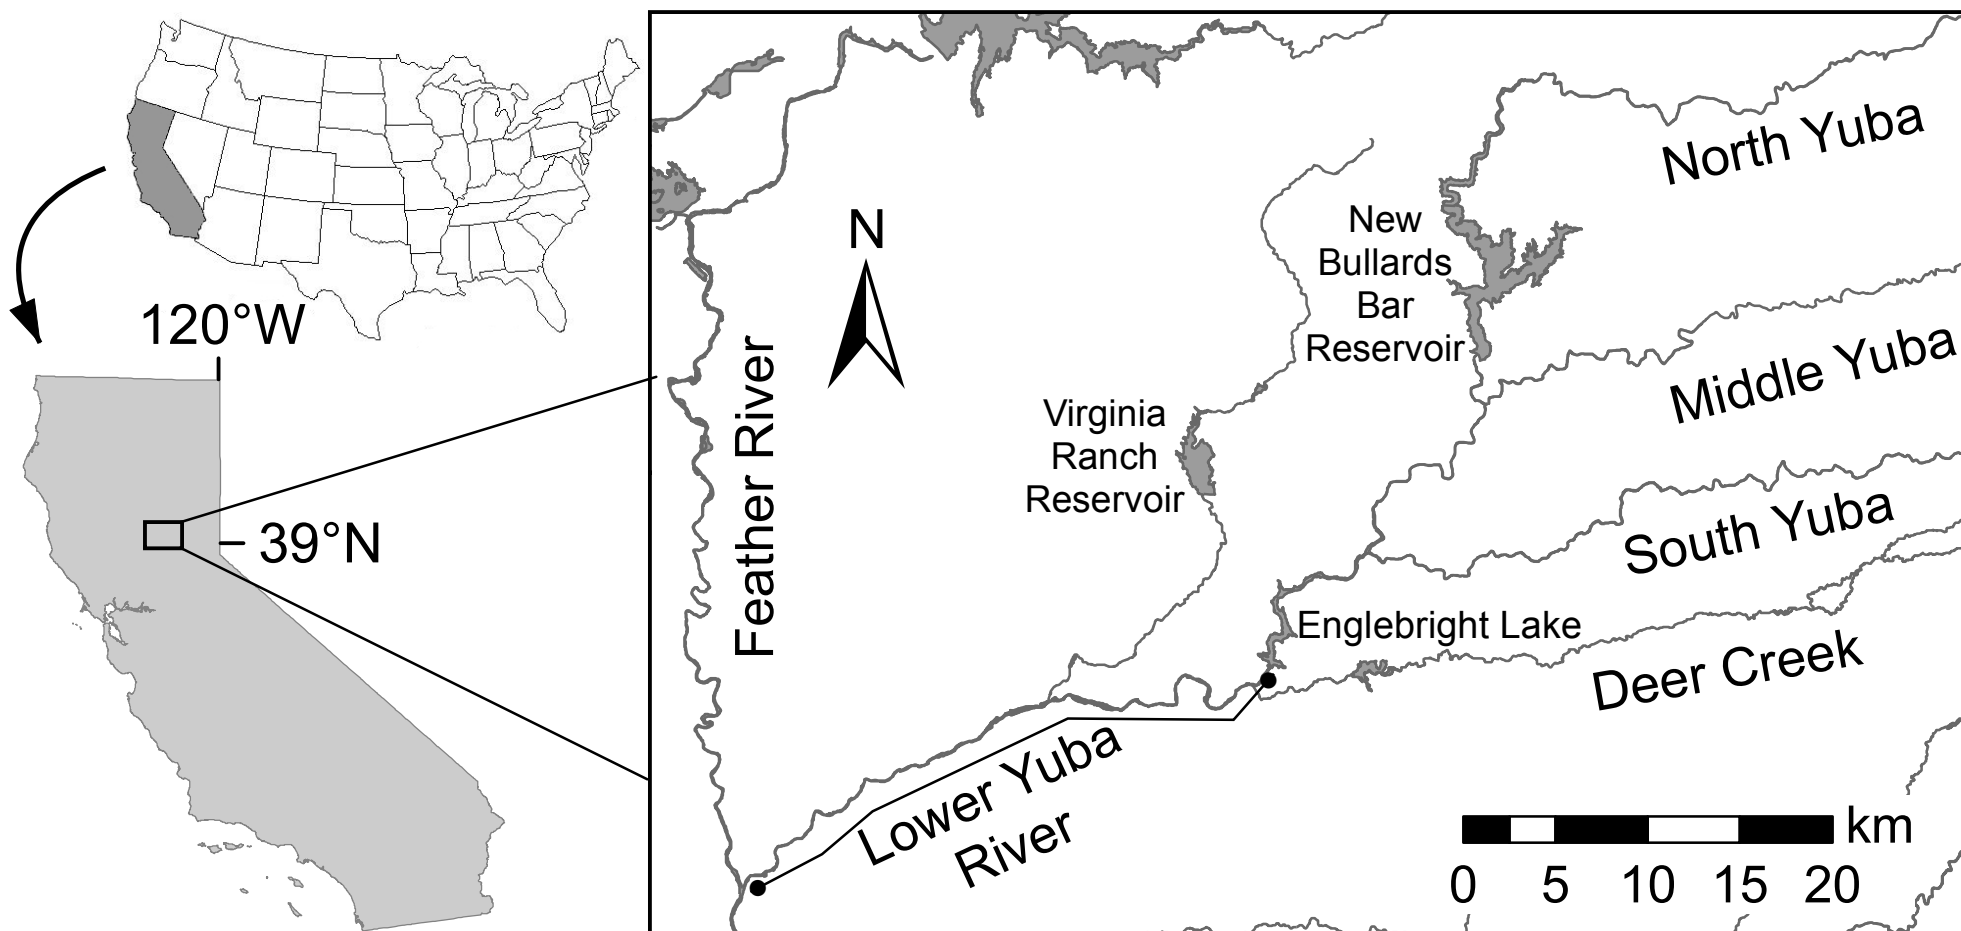 120°W
39°N
N
Feather River
Virginia
Ranch
Reservoir
New
Bullards
Bar
Reservoir
North Yuba
Middle Yuba
South Yuba
Englebright Lake
Deer Creek
Lower Yuba
River
km
0 5 10 15 20